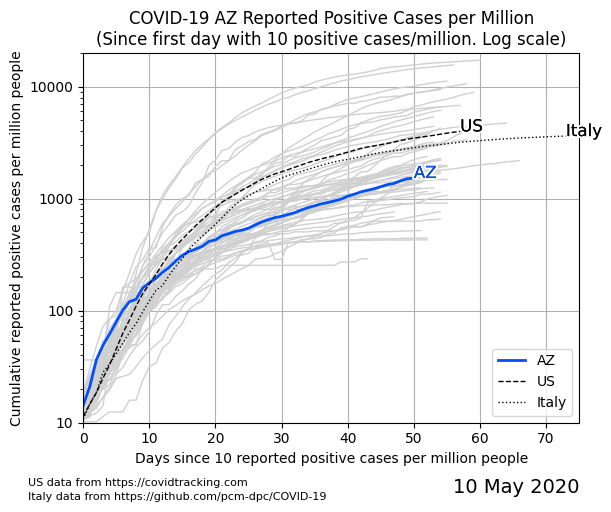 COVID-19 AZ Reported Positive Cases per Million
(Since first day with 10 positive cases/million. Log scale)
Cumulative reported positive cases per million people
10000
1000
100
10
US
Italy
AZ
AZ
US
Italy
0 10 20 30 40 50 60 70
Days since 10 reported positive cases per million people
US data from https://covidtracking.com
Italy data from https://github.com/pcm-dpc/COVID-19
10 May 2020